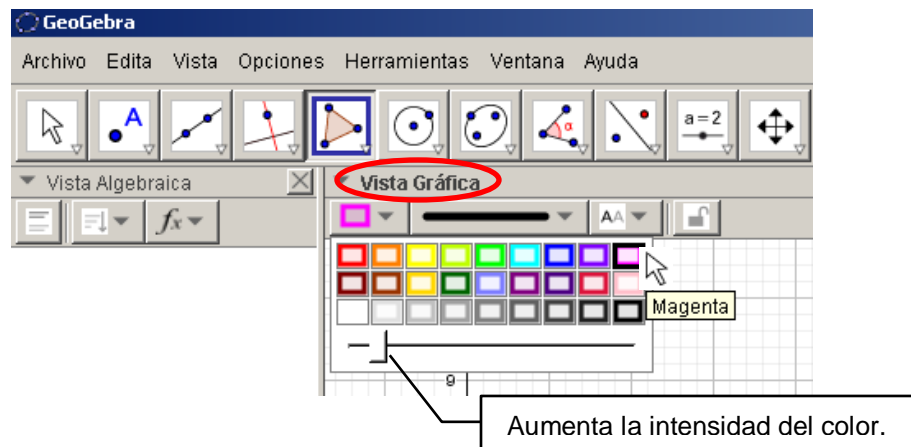 GeoGebra
Archivo Edita Vista Opciones Herramientas Ventana Ayuda
A α a = 2
Vista Algebraica Vista Gráfica
fx AA
Magenta
9
Aumenta la intensidad del color.